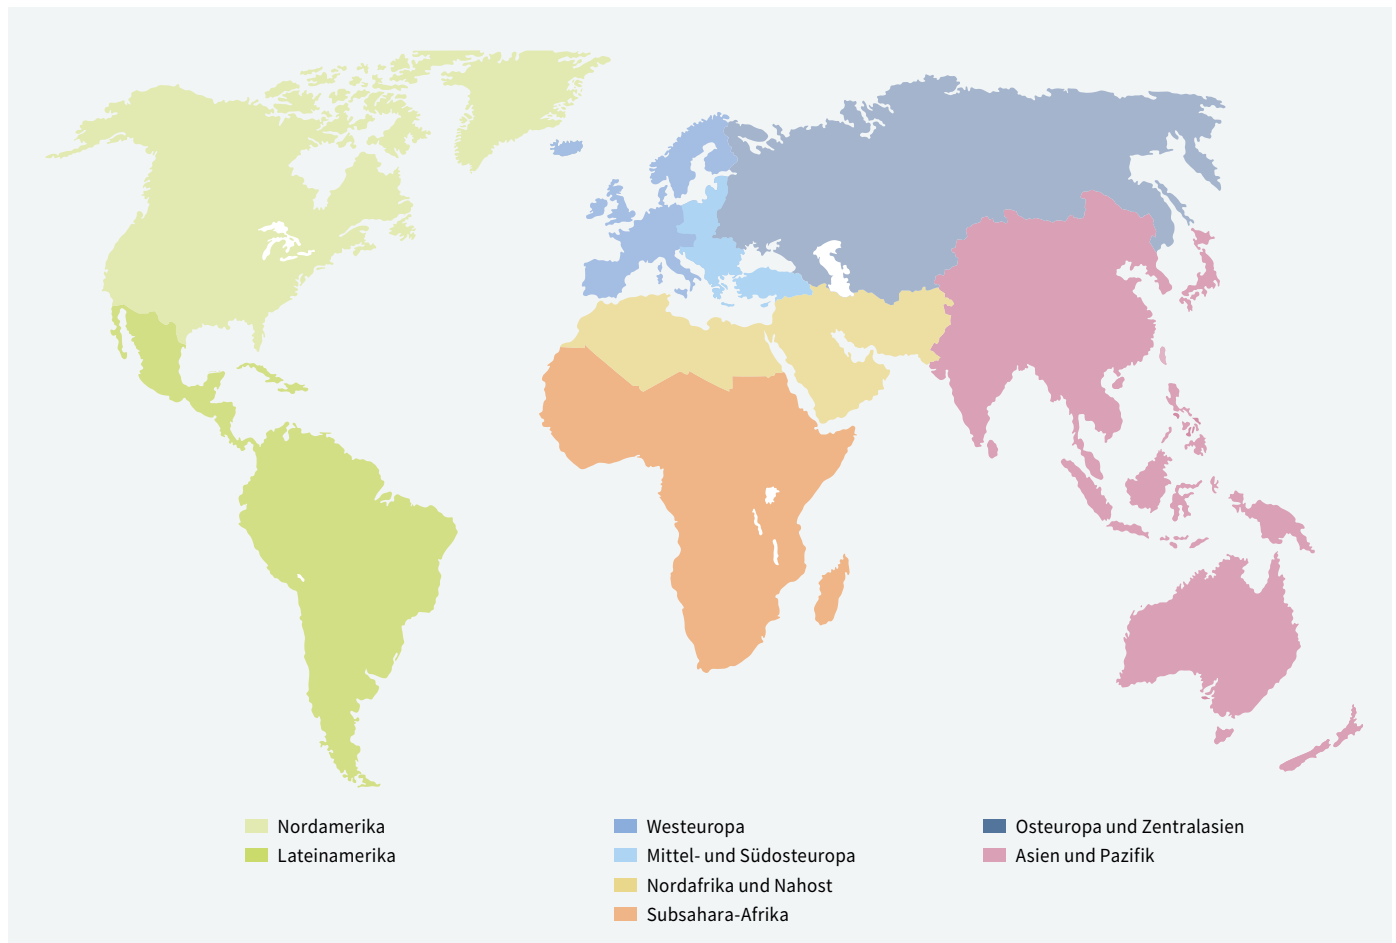 Nordamerika
Lateinamerika
Westeuropa
Mittel- und Südosteuropa
Nordafrika und Nahost
Subsahara-Afrika
Osteuropa und Zentralasien
Asien und Pazifik